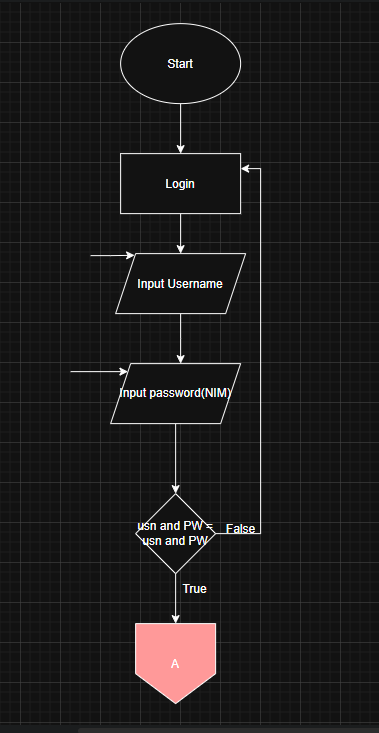 Start
Login
Input Username
Input password(NIM)
usn and PW =
usn and PW
False
True
A